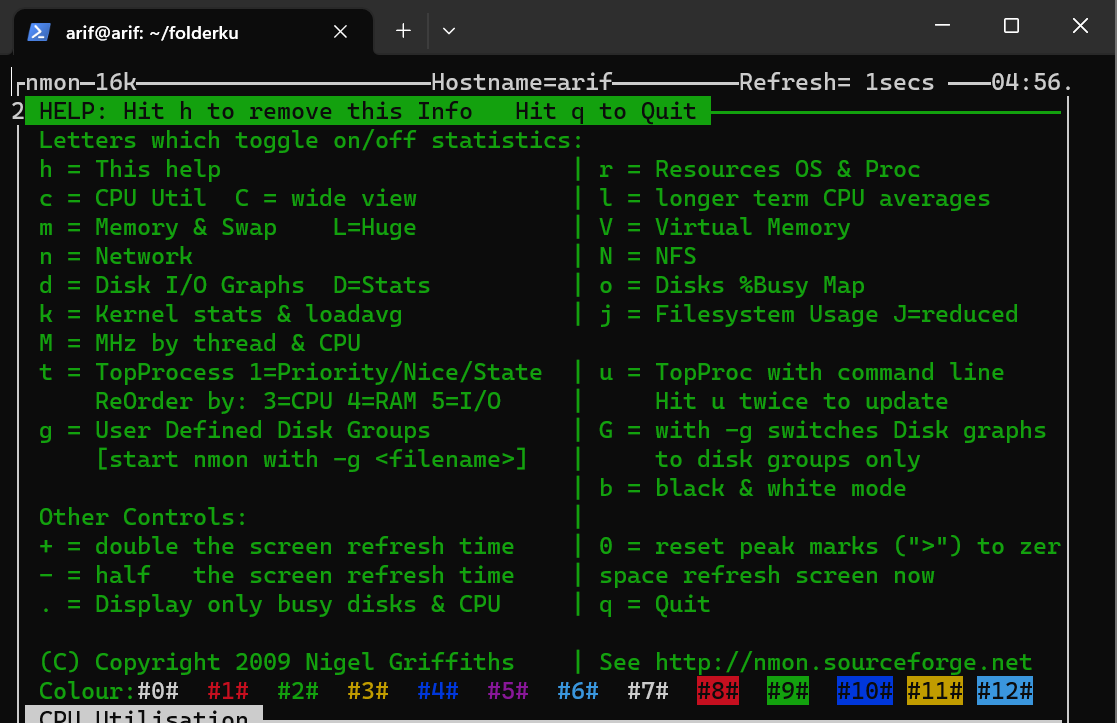 arif@arif: ~/folderku
nmon-16k Hostname=arif Refresh= 1secs 04:56.
2 HELP: Hit h to remove this Info Hit q to Quit
Letters which toggle on/off statistics:
h = This help | r = Resources OS & Proc
c = CPU Util C = wide view | l = longer term CPU averages
m = Memory & Swap L=Huge | V = Virtual Memory
n = Network | N = NFS
d = Disk I/O Graphs D=Stats | o = Disks %Busy Map
k = Kernel stats & loadavg | j = Filesystem Usage J=reduced
M = MHz by thread & CPU
t = TopProcess 1=Priority/Nice/State | u = TopProc with command line
ReOrder by: 3=CPU 4=RAM 5=I/O | Hit u twice to update
g = User Defined Disk Groups | G = with -g switches Disk graphs
[start nmon with -g <filename>] | to disk groups only
| b = black & white mode
Other Controls: |
+ = double the screen refresh time | 0 = reset peak marks (">") to zer
- = half the screen refresh time | space refresh screen now
. = Display only busy disks & CPU | q = Quit
(C) Copyright 2009 Nigel Griffiths | See http://nmon.sourceforge.net
Colour:#0# #1# #2# #3# #4# #5# #6# #7# #8# #9# #10# #11# #12#
CPU Utilisation